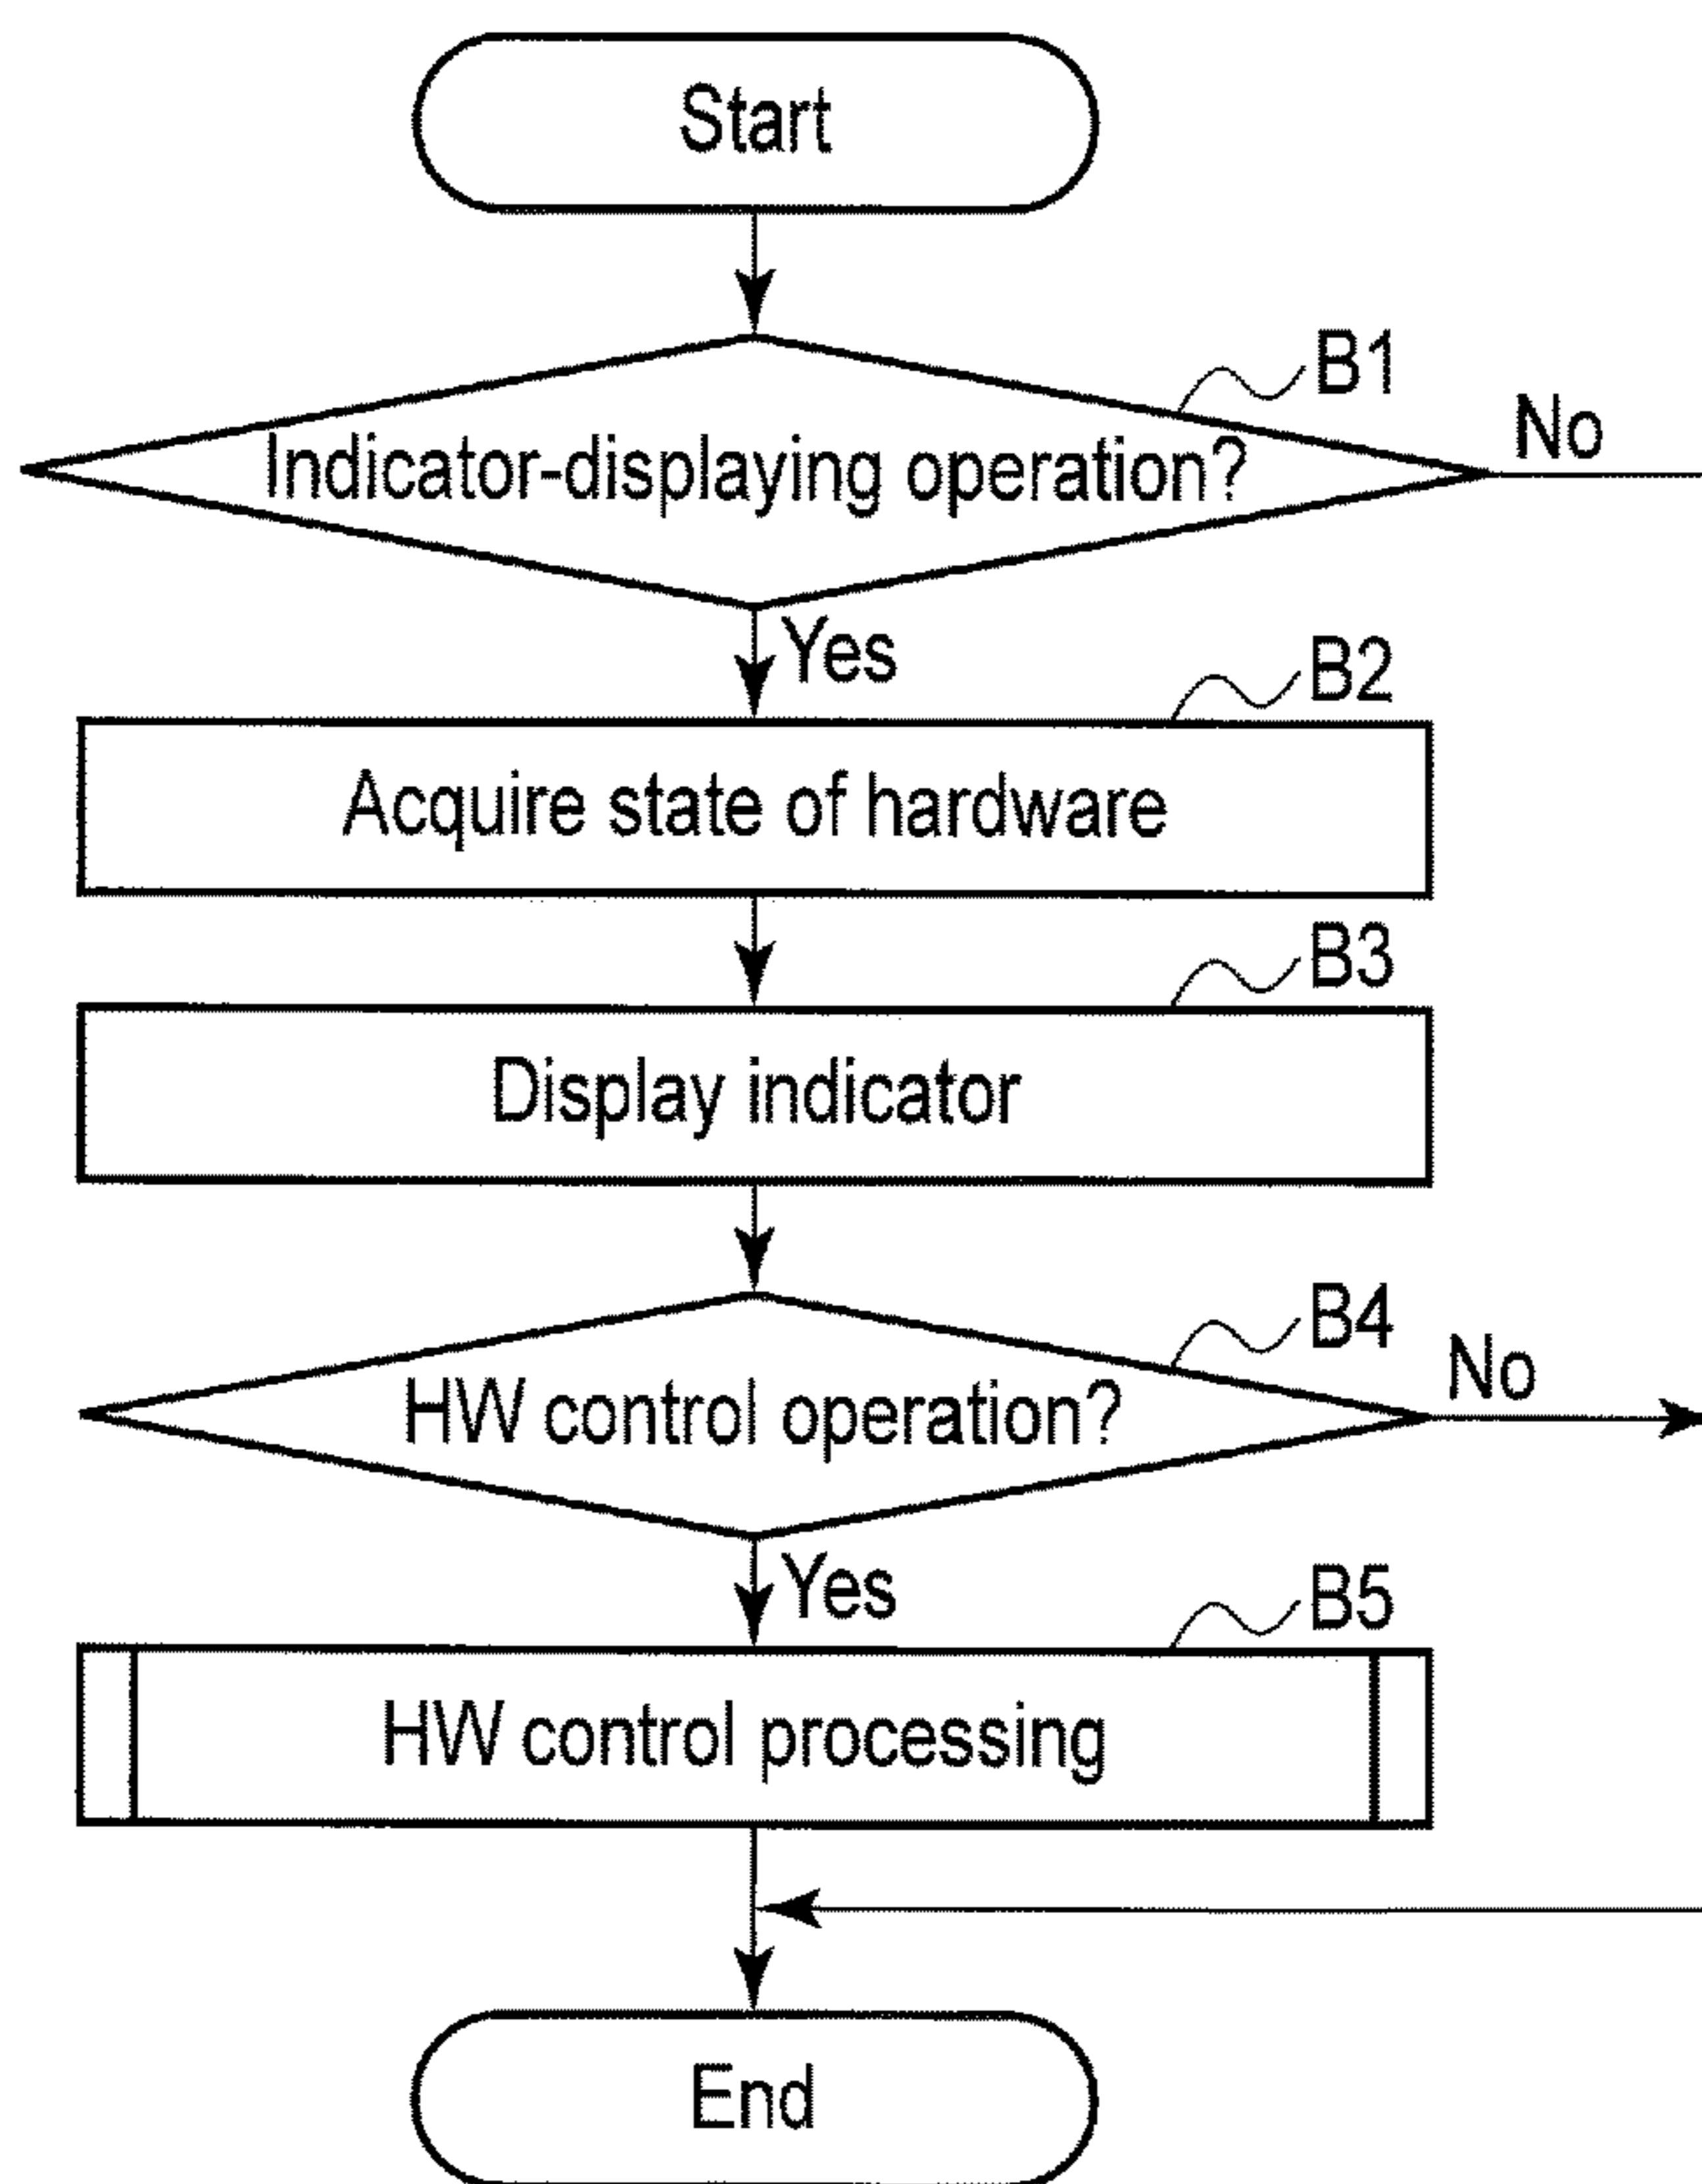 Start
B1
Indicator-displaying operation?
No
Yes
B2
Acquire state of hardware
B3
Display indicator
B4
HW control operation?
No
Yes
B5
HW control processing
End